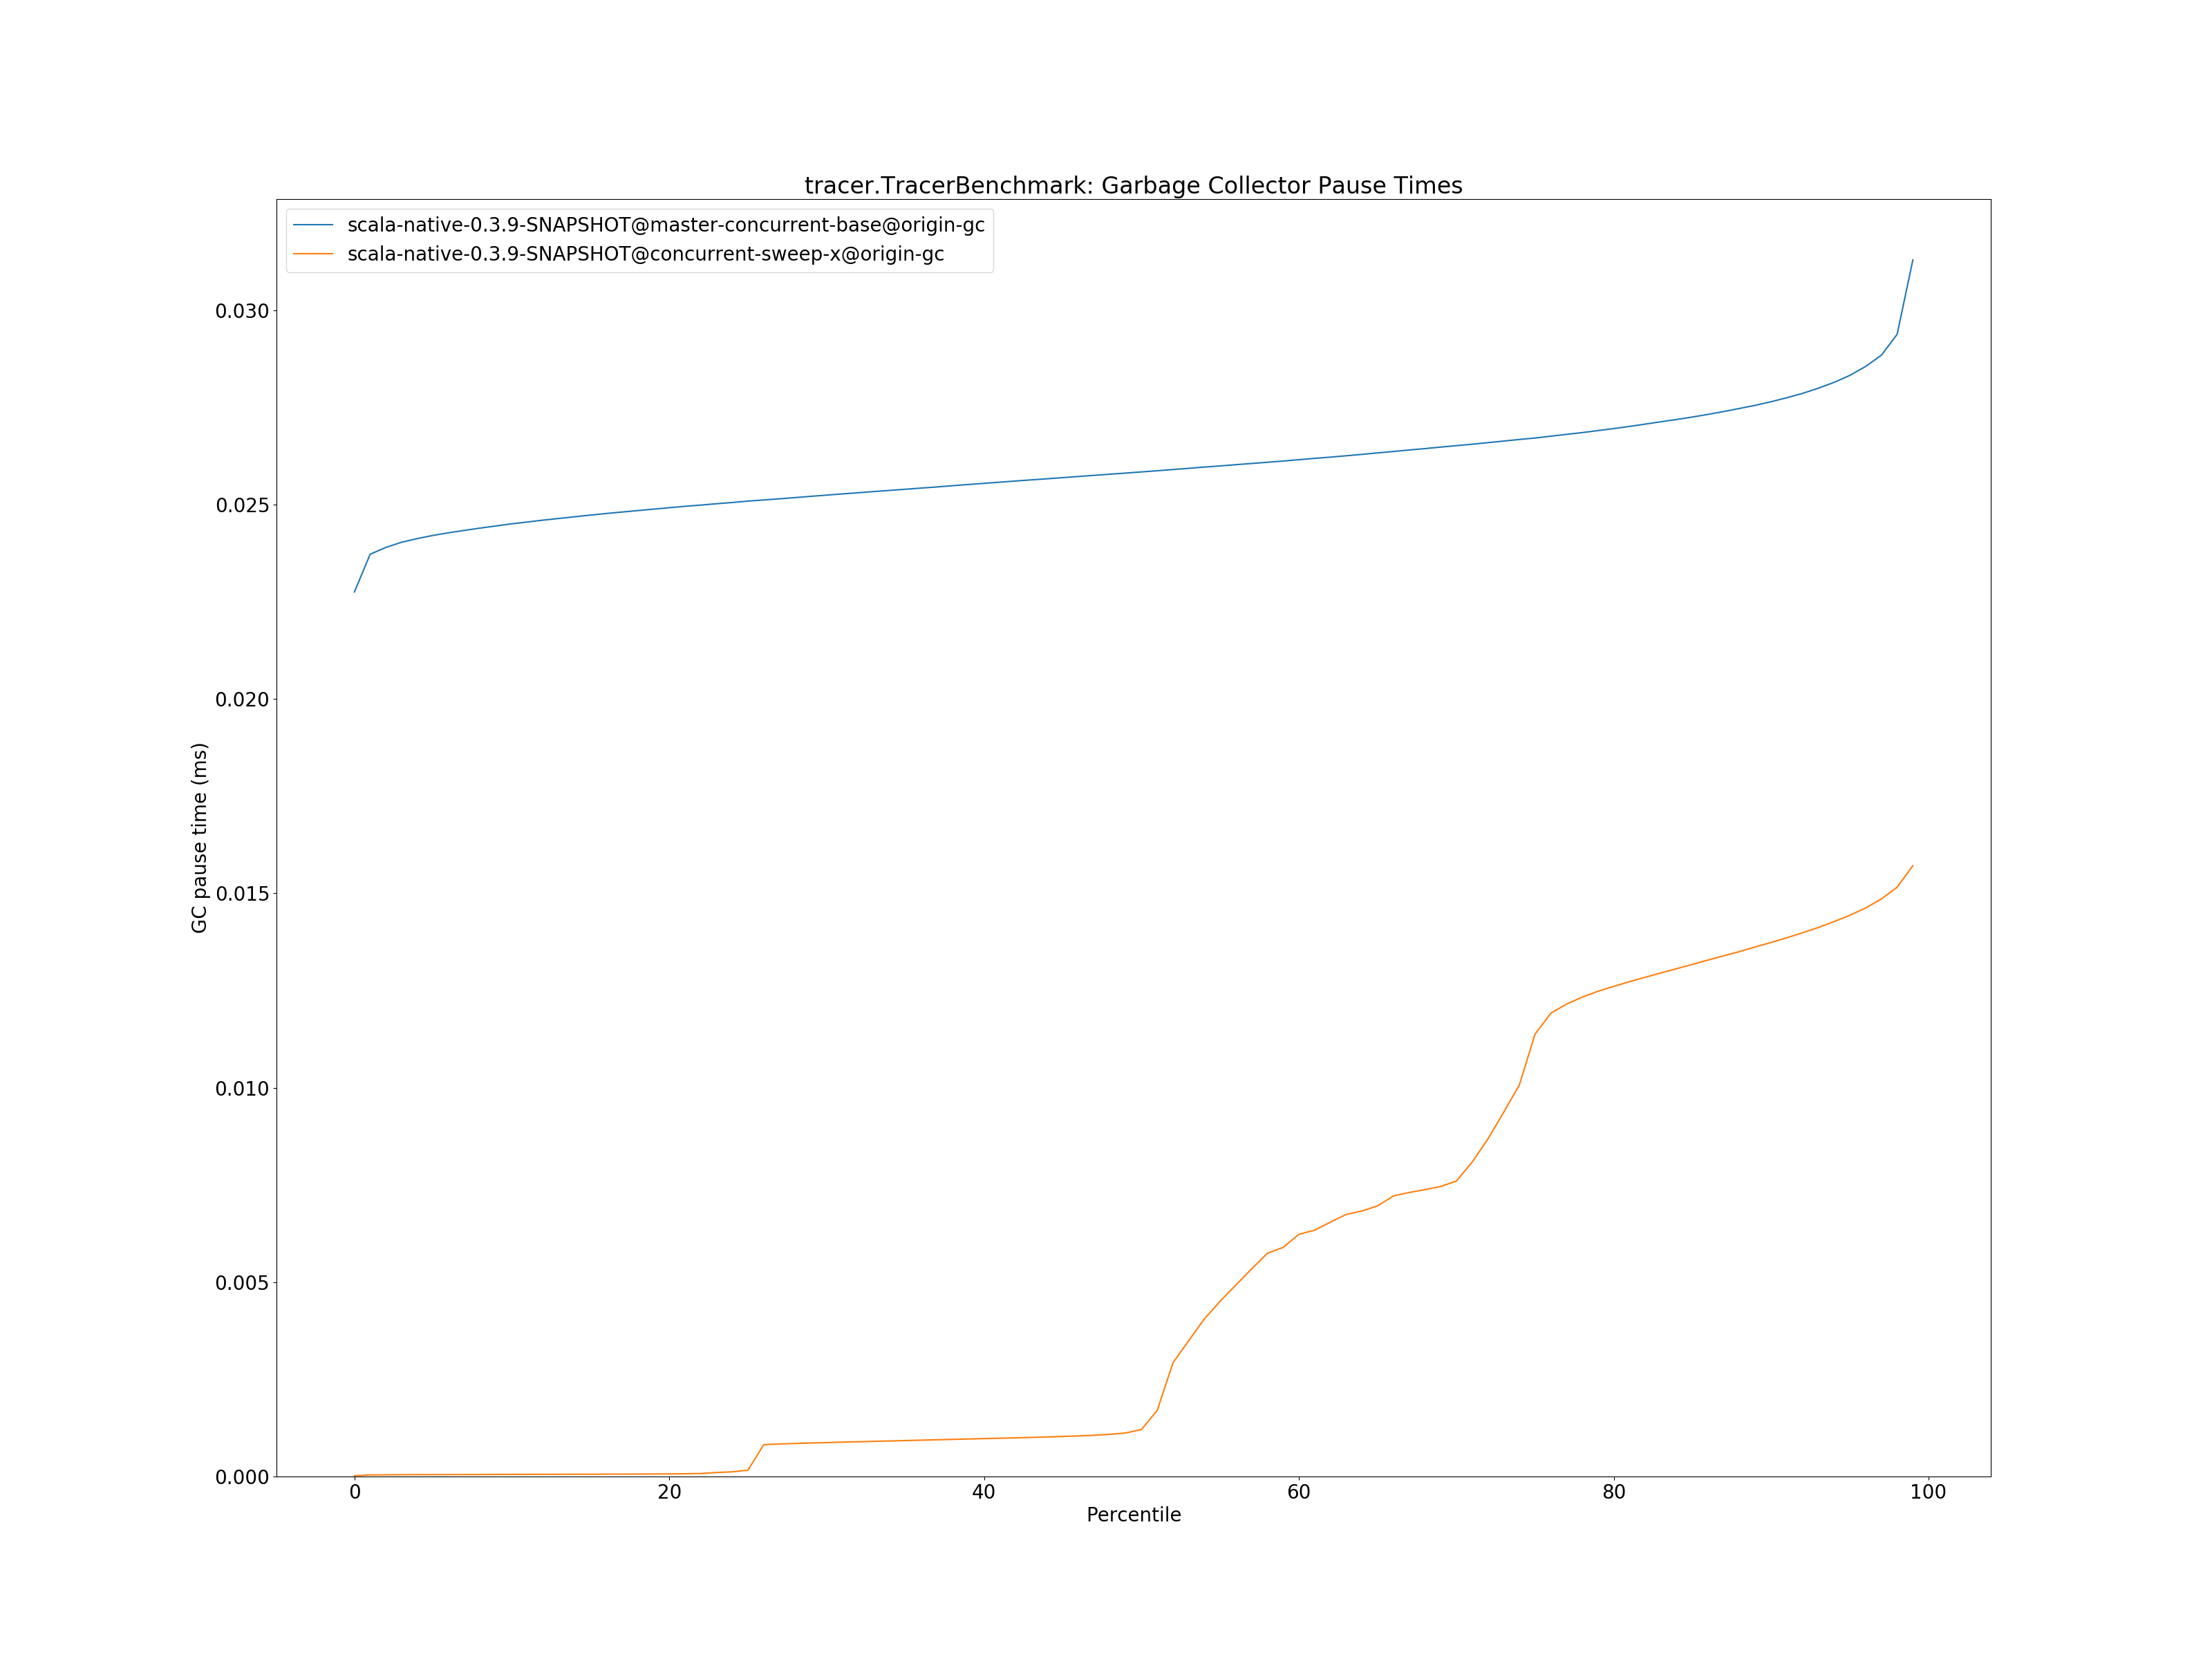 tracer.TracerBenchmark: Garbage Collector Pause Times
scala-native-0.3.9-SNAPSHOT@master-concurrent-base@origin-gc
scala-native-0.3.9-SNAPSHOT@concurrent-sweep-x@origin-gc
GC pause time (ms)
0.030
0.025
0.020
0.015
0.010
0.005
0.000
0 20 40 60 80 100
Percentile